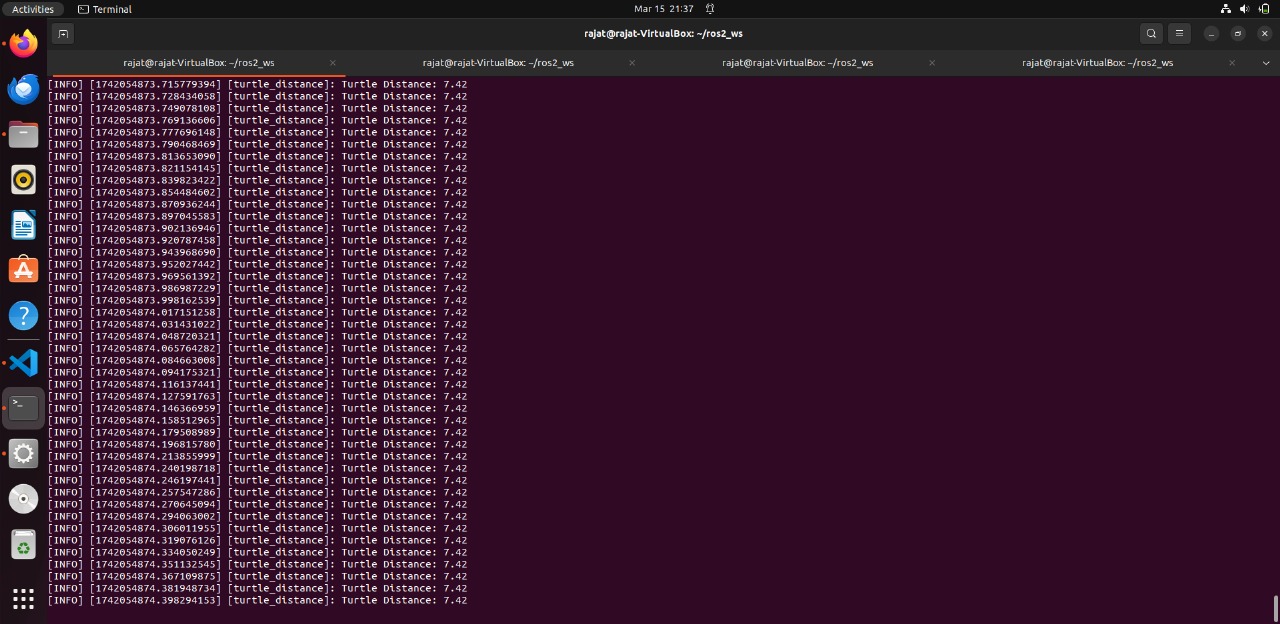 Activities Terminal Mar 15 21:37
rajat@rajat-VirtualBox: ~/ros2_ws
rajat@rajat-VirtualBox: ~/ros2_ws rajat@rajat-VirtualBox: ~/ros2_ws rajat@rajat-VirtualBox: ~/ros2_ws rajat@rajat-VirtualBox: ~/ros2_ws
[INFO] [1742054873.715779394] [turtle_distance]: Turtle Distance: 7.42
[INFO] [1742054873.728434058] [turtle_distance]: Turtle Distance: 7.42
[INFO] [1742054873.749078108] [turtle_distance]: Turtle Distance: 7.42
[INFO] [1742054873.769136606] [turtle_distance]: Turtle Distance: 7.42
[INFO] [1742054873.777696148] [turtle_distance]: Turtle Distance: 7.42
[INFO] [1742054873.790468469] [turtle_distance]: Turtle Distance: 7.42
[INFO] [1742054873.813653090] [turtle_distance]: Turtle Distance: 7.42
[INFO] [1742054873.821154145] [turtle_distance]: Turtle Distance: 7.42
[INFO] [1742054873.839823422] [turtle_distance]: Turtle Distance: 7.42
[INFO] [1742054873.854484602] [turtle_distance]: Turtle Distance: 7.42
[INFO] [1742054873.870936244] [turtle_distance]: Turtle Distance: 7.42
[INFO] [1742054873.897045583] [turtle_distance]: Turtle Distance: 7.42
[INFO] [1742054873.902136946] [turtle_distance]: Turtle Distance: 7.42
[INFO] [1742054873.920787458] [turtle_distance]: Turtle Distance: 7.42
[INFO] [1742054873.943968690] [turtle_distance]: Turtle Distance: 7.42
[INFO] [1742054873.952027442] [turtle_distance]: Turtle Distance: 7.42
[INFO] [1742054873.969561392] [turtle_distance]: Turtle Distance: 7.42
[INFO] [1742054873.986987229] [turtle_distance]: Turtle Distance: 7.42
[INFO] [1742054873.998162539] [turtle_distance]: Turtle Distance: 7.42
[INFO] [1742054874.017151258] [turtle_distance]: Turtle Distance: 7.42
[INFO] [1742054874.031431022] [turtle_distance]: Turtle Distance: 7.42
[INFO] [1742054874.048720321] [turtle_distance]: Turtle Distance: 7.42
[INFO] [1742054874.065764282] [turtle_distance]: Turtle Distance: 7.42
[INFO] [1742054874.084663008] [turtle_distance]: Turtle Distance: 7.42
[INFO] [1742054874.094175321] [turtle_distance]: Turtle Distance: 7.42
[INFO] [1742054874.116137441] [turtle_distance]: Turtle Distance: 7.42
[INFO] [1742054874.127591763] [turtle_distance]: Turtle Distance: 7.42
[INFO] [1742054874.146366959] [turtle_distance]: Turtle Distance: 7.42
[INFO] [1742054874.158512965] [turtle_distance]: Turtle Distance: 7.42
[INFO] [1742054874.179508989] [turtle_distance]: Turtle Distance: 7.42
[INFO] [1742054874.196815780] [turtle_distance]: Turtle Distance: 7.42
[INFO] [1742054874.213855999] [turtle_distance]: Turtle Distance: 7.42
[INFO] [1742054874.240198718] [turtle_distance]: Turtle Distance: 7.42
[INFO] [1742054874.246197441] [turtle_distance]: Turtle Distance: 7.42
[INFO] [1742054874.257547286] [turtle_distance]: Turtle Distance: 7.42
[INFO] [1742054874.270645094] [turtle_distance]: Turtle Distance: 7.42
[INFO] [1742054874.294063002] [turtle_distance]: Turtle Distance: 7.42
[INFO] [1742054874.306011955] [turtle_distance]: Turtle Distance: 7.42
[INFO] [1742054874.319076126] [turtle_distance]: Turtle Distance: 7.42
[INFO] [1742054874.334050249] [turtle_distance]: Turtle Distance: 7.42
[INFO] [1742054874.351132545] [turtle_distance]: Turtle Distance: 7.42
[INFO] [1742054874.367109875] [turtle_distance]: Turtle Distance: 7.42
[INFO] [1742054874.381948734] [turtle_distance]: Turtle Distance: 7.42
[INFO] [1742054874.398294153] [turtle_distance]: Turtle Distance: 7.42